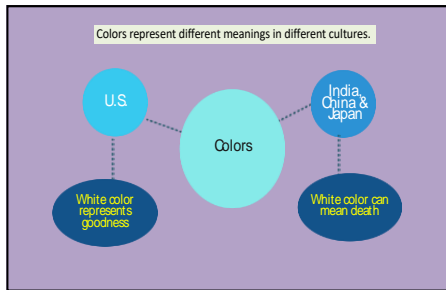 Colors represent different meanings in different cultures.
U.S.
India,
China &
Japan
Colors
White color
represents
goodness
White color can
mean death